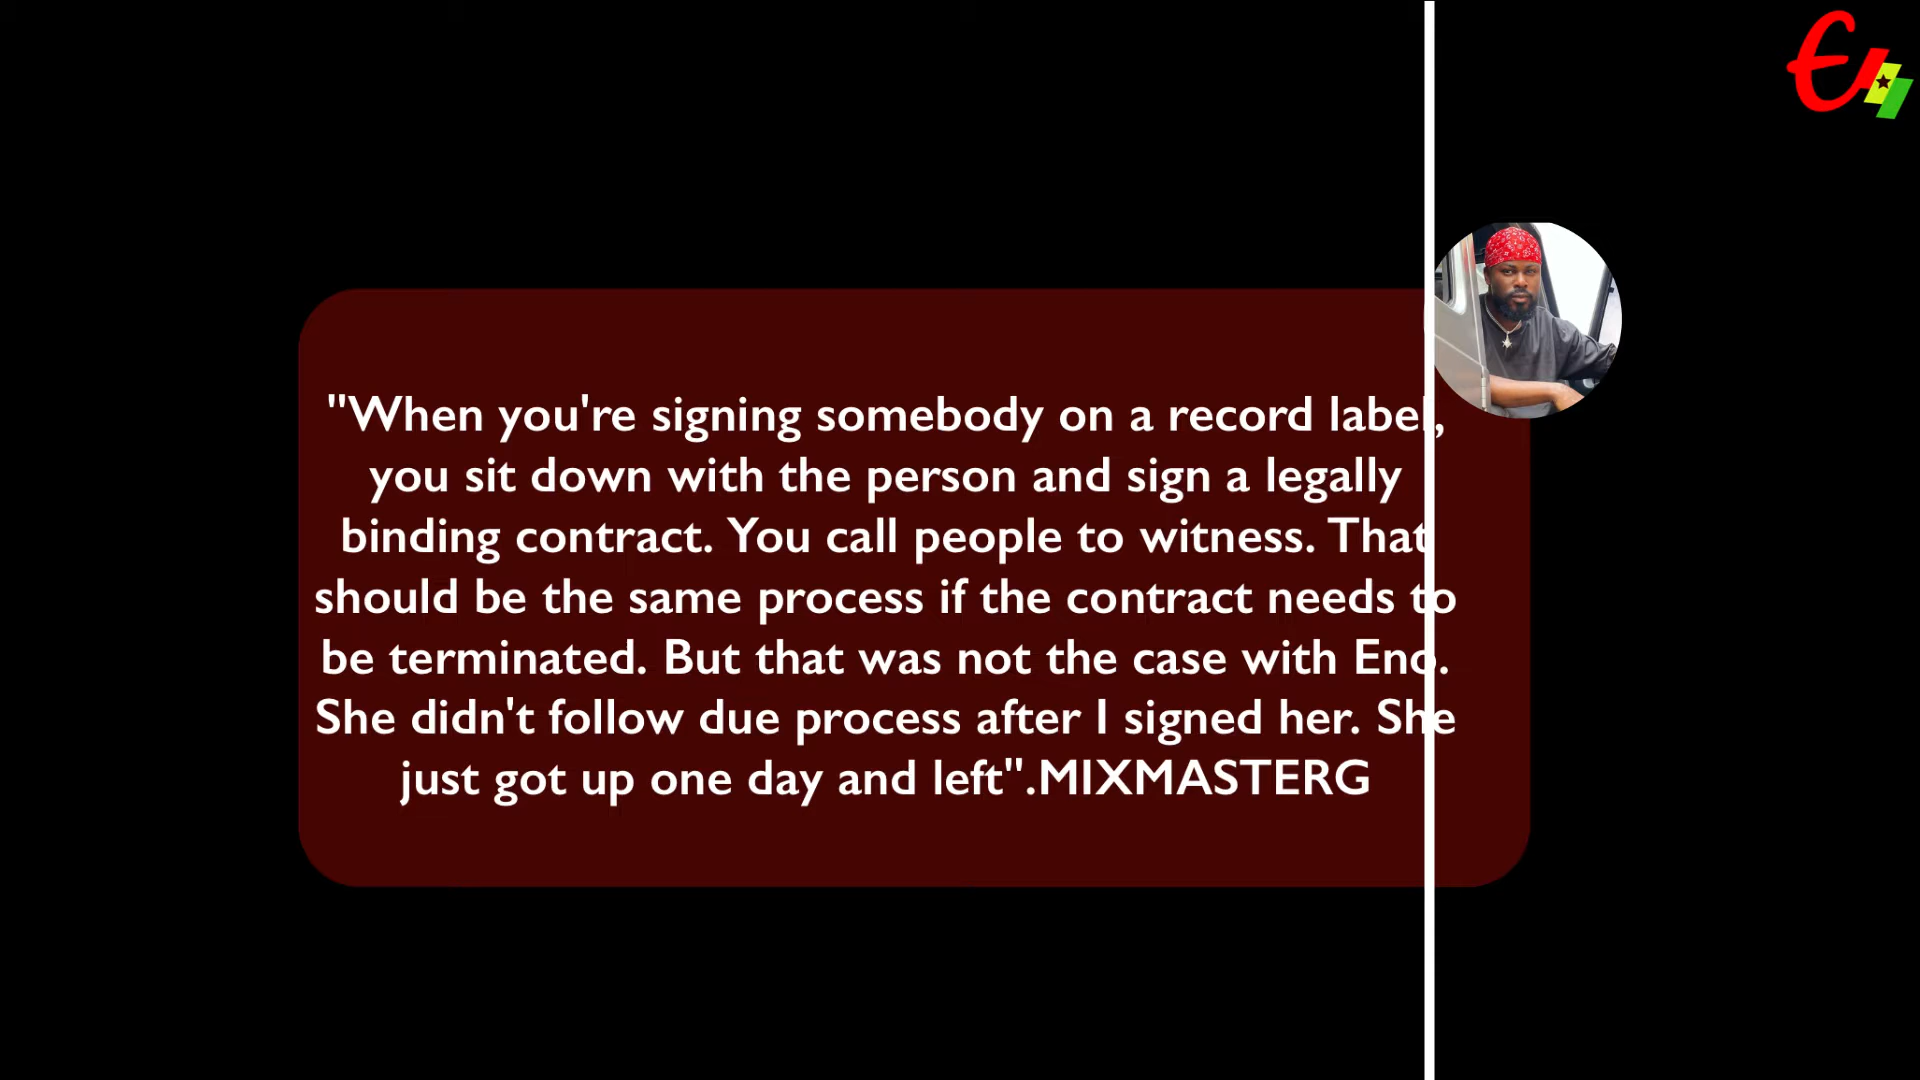 "When you're signing somebody on a record label,
you sit down with the person and sign a legally
binding contract. You call people to witness. That
should be the same process if the contract needs to
be terminated. But that was not the case with Eno.
She didn't follow due process after I signed her. She
just got up one day and left".MIXMASTERG